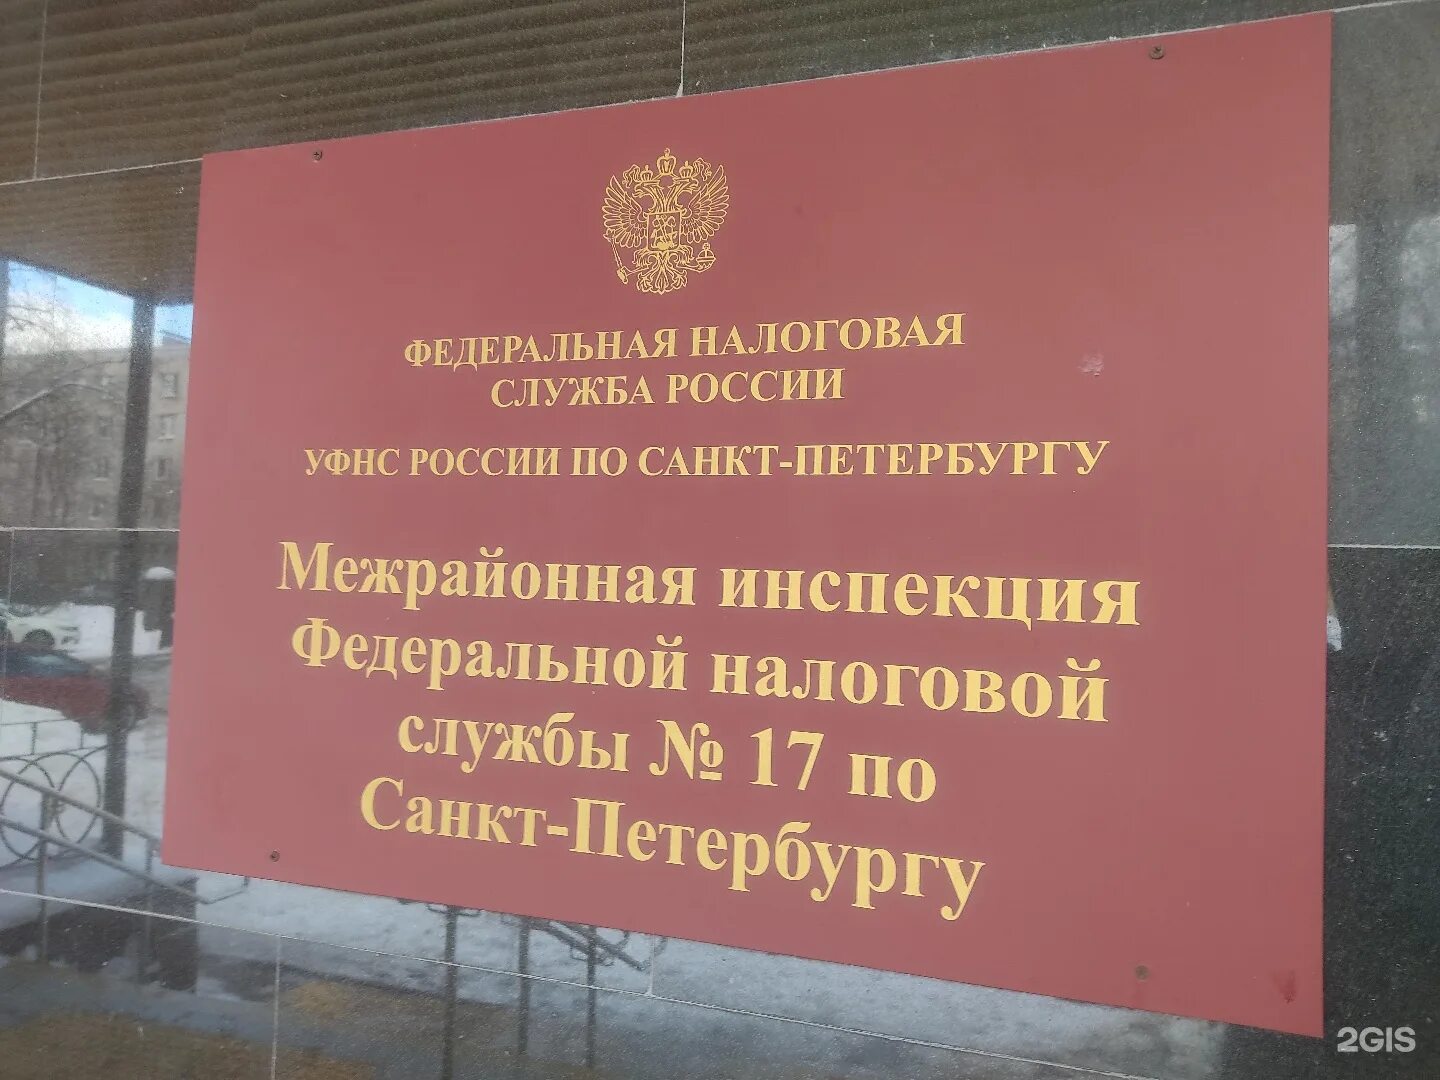 ФЕДЕРАЛЬНАЯ НАЛОГОВАЯ
СЛУЖБА РОССИИ
УФНС РОССИИ ПО САНКТ-ПЕТЕРБУРГУ
Межрайонная инспекция
Федеральной налоговой
службы № 17 по
Санкт-Петербургу
2GIS